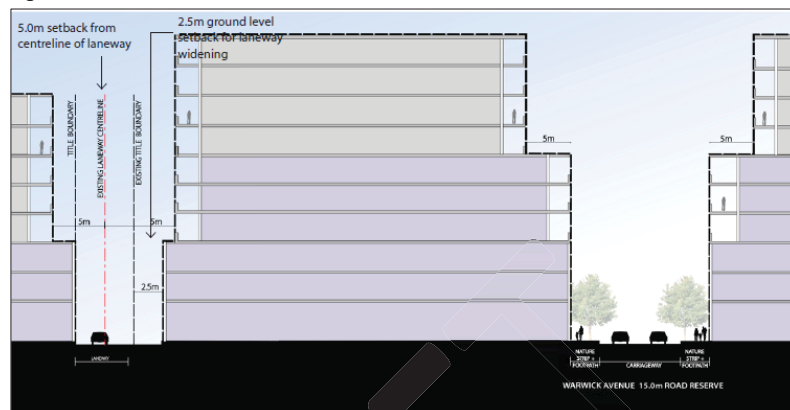 5.0m setback from
centreline of laneway
2.5m ground level
setback for laneway
widening
TITLE BOUNDARY
EXISTING LANEWAY CENTRELINE
EXISTING TITLE BOUNDARY
5m
5m
2.5m
5m
5m
LANEWAY
NATURE
STRIP +
FOOTPATH
CARRIAGEWAY
NATURE
STRIP +
FOOTPATH
WARWICK AVENUE 15.0m ROAD RESERVE